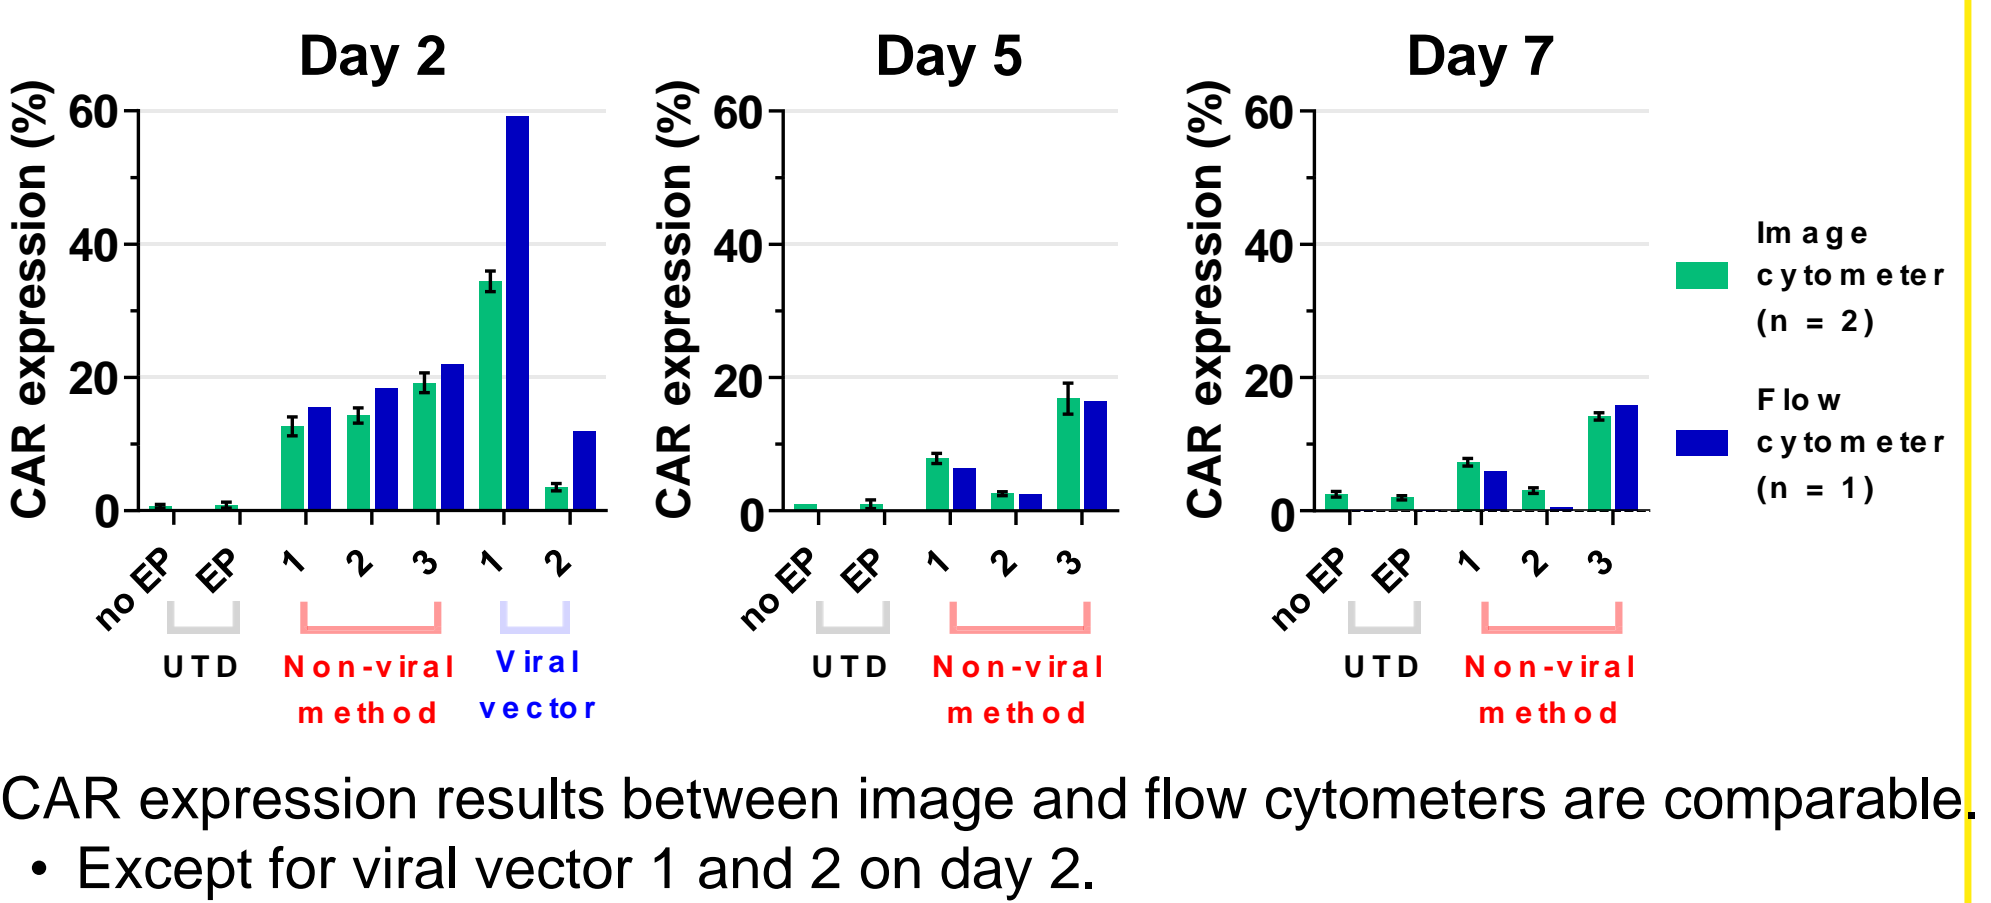 Day 2
CAR expression (%)
60
40
20
0
no EP
EP
1
2
3
1
2
UTD
Non-viral
method
Viral
vector
Day 5
CAR expression (%)
60
40
20
0
no EP
EP
1
2
3
UTD
Non-viral
method
Day 7
CAR expression (%)
60
40
20
0
no EP
EP
1
2
3
UTD
Non-viral
method
Image
cytometer
(n = 2)
Flow
cytometer
(n = 1)
CAR expression results between image and flow cytometers are comparable.
• Except for viral vector 1 and 2 on day 2.